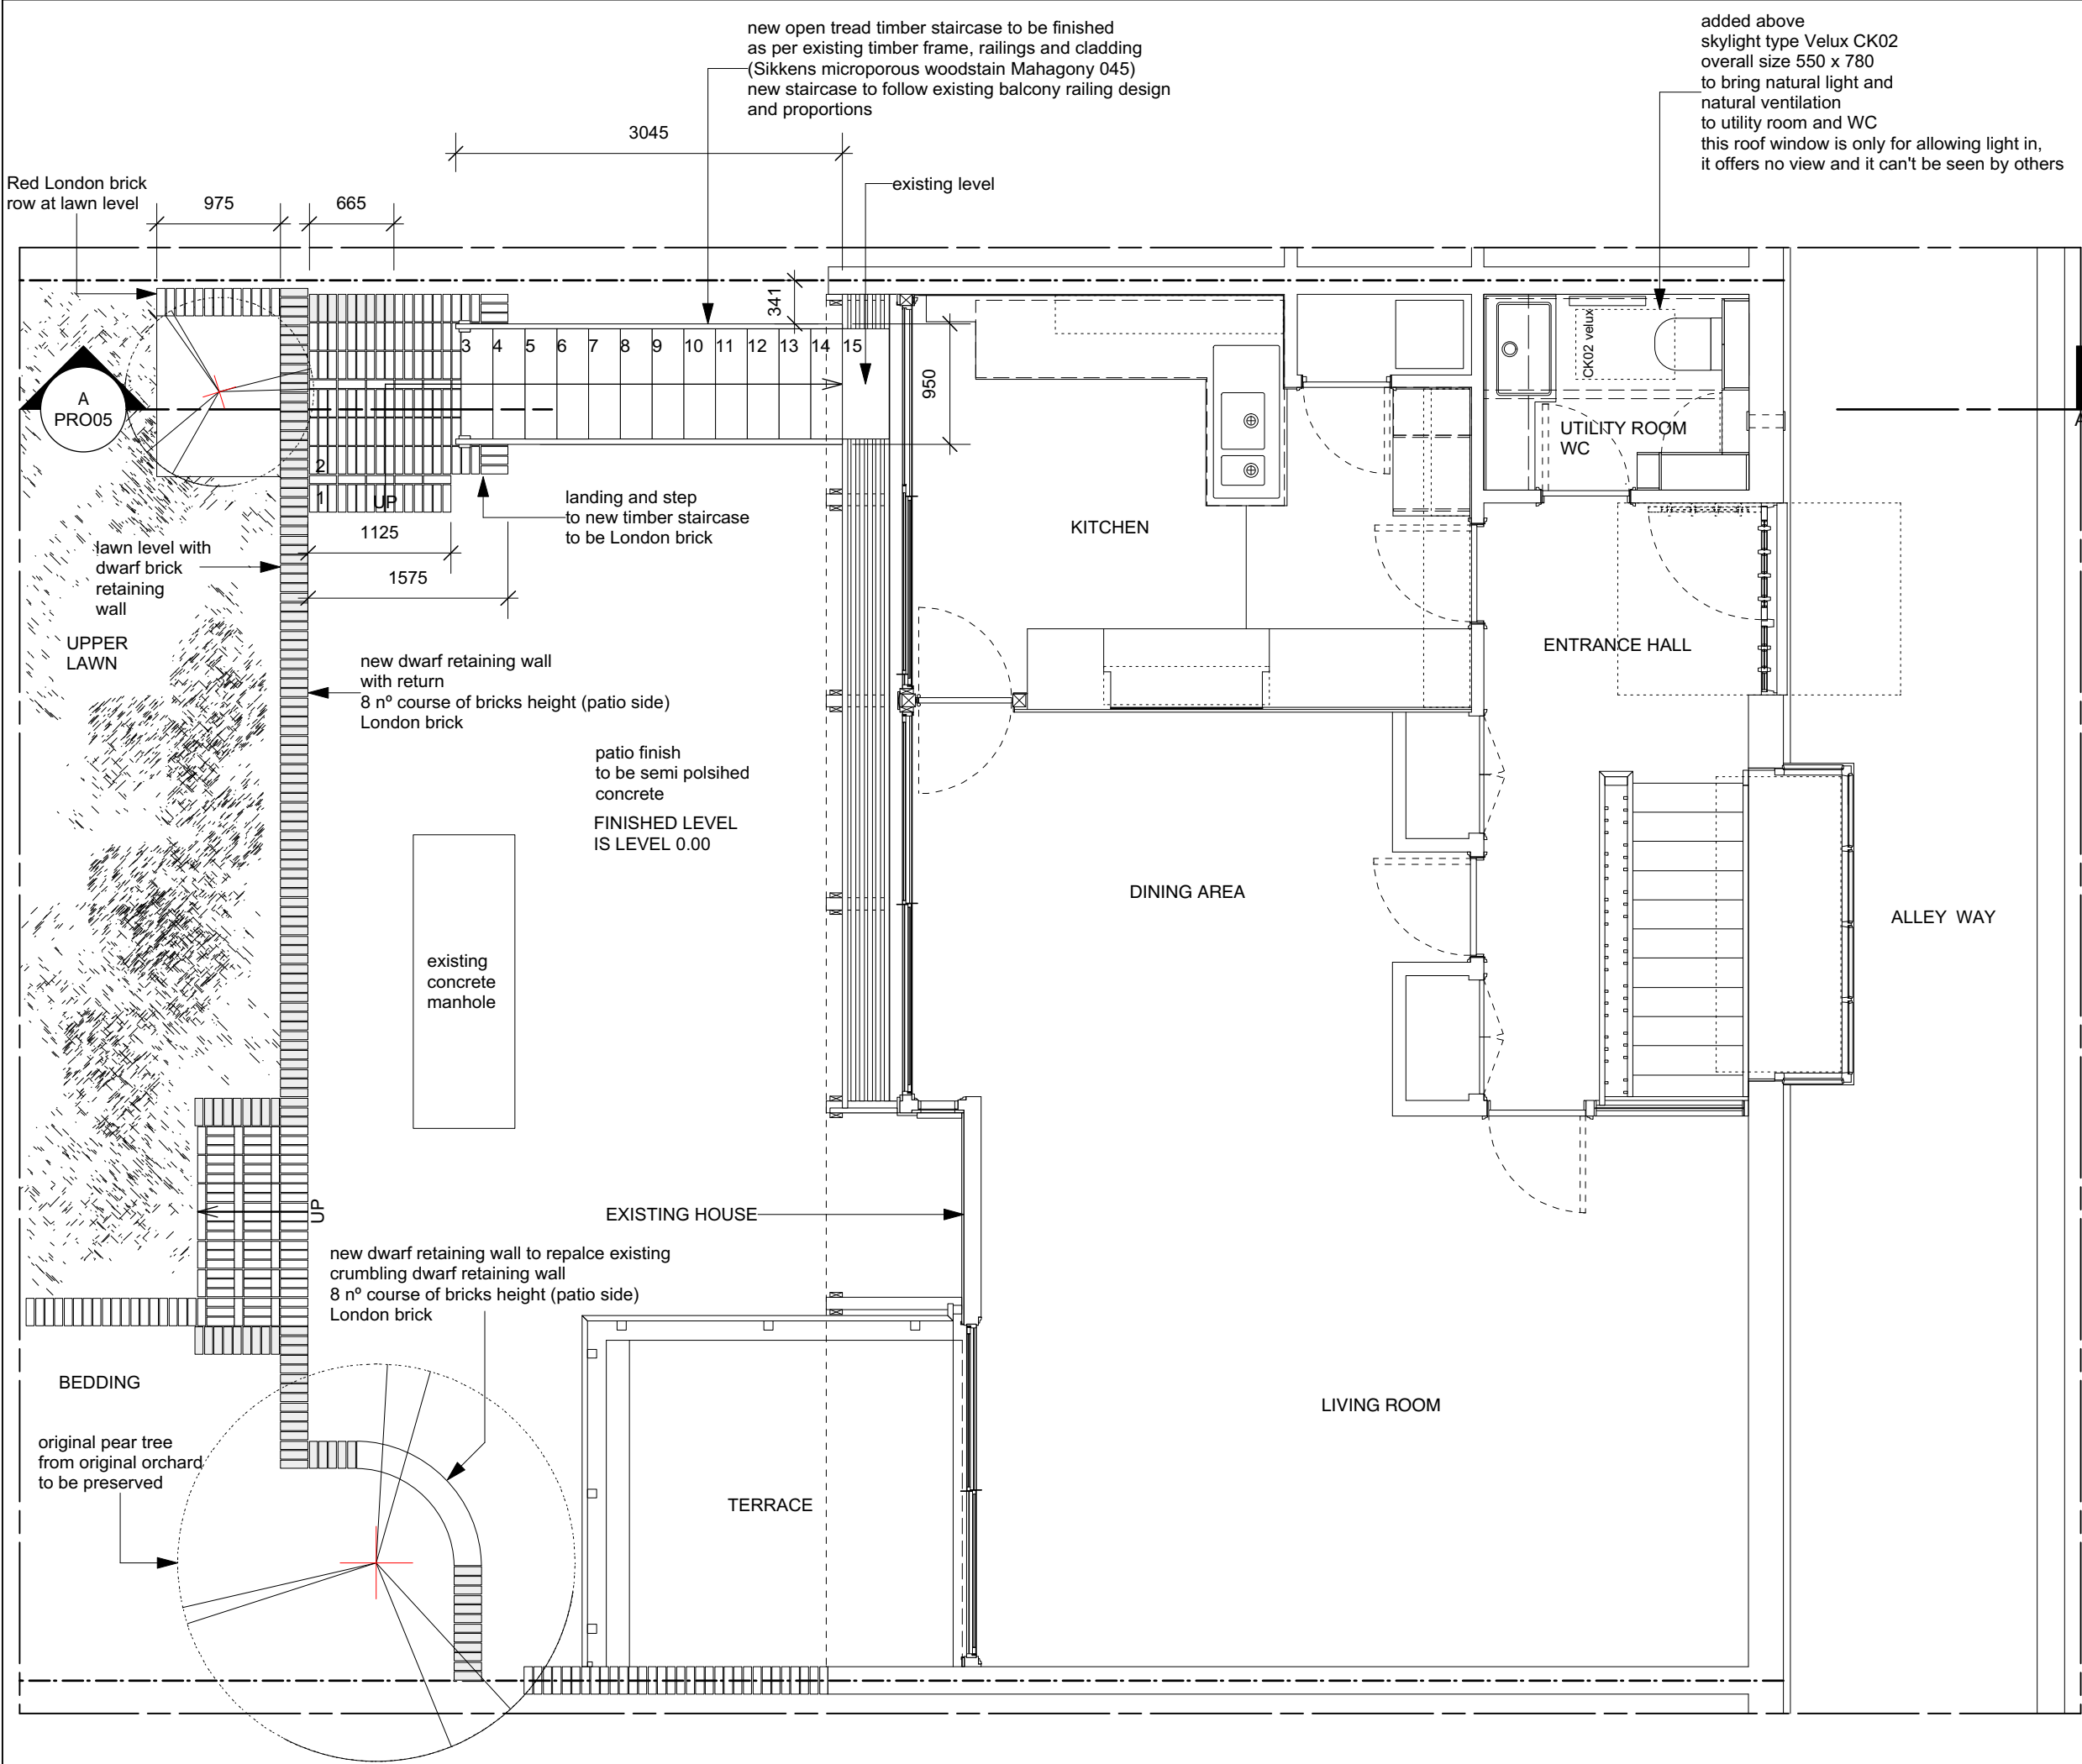 new open tread timber staircase to be finished
as per existing timber frame, railings and cladding
(Sikkens microporous woodstain Mahagony 045)
new staircase to follow existing balcony railing design
and proportions
added above
skylight type Velux CK02
overall size 550 x 780
to bring natural light and
natural ventilation
to utility room and WC
this roof window is only for allowing light in,
it offers no view and it can't be seen by others
3045
Red London brick
row at lawn level
975
665
existing level
341
950
3 4 5 6 7 8 9 10 11 12 13 14 15
CK02 velux
A
PRO05
A
UTILITY ROOM
WC
2
1
UP
landing and step
to new timber staircase
to be London brick
1125
1575
KITCHEN
lawn level with
dwarf brick
retaining
wall
UPPER
LAWN
ENTRANCE HALL
new dwarf retaining wall
with return
8 nº course of bricks height (patio side)
London brick
patio finish
to be semi polsihed
concrete
FINISHED LEVEL
IS LEVEL 0.00
DINING AREA
ALLEY WAY
existing
concrete
manhole
UP
EXISTING HOUSE
new dwarf retaining wall to repalce existing
crumbling dwarf retaining wall
8 nº course of bricks height (patio side)
London brick
BEDDING
LIVING ROOM
original pear tree
from original orchard
to be preserved
TERRACE